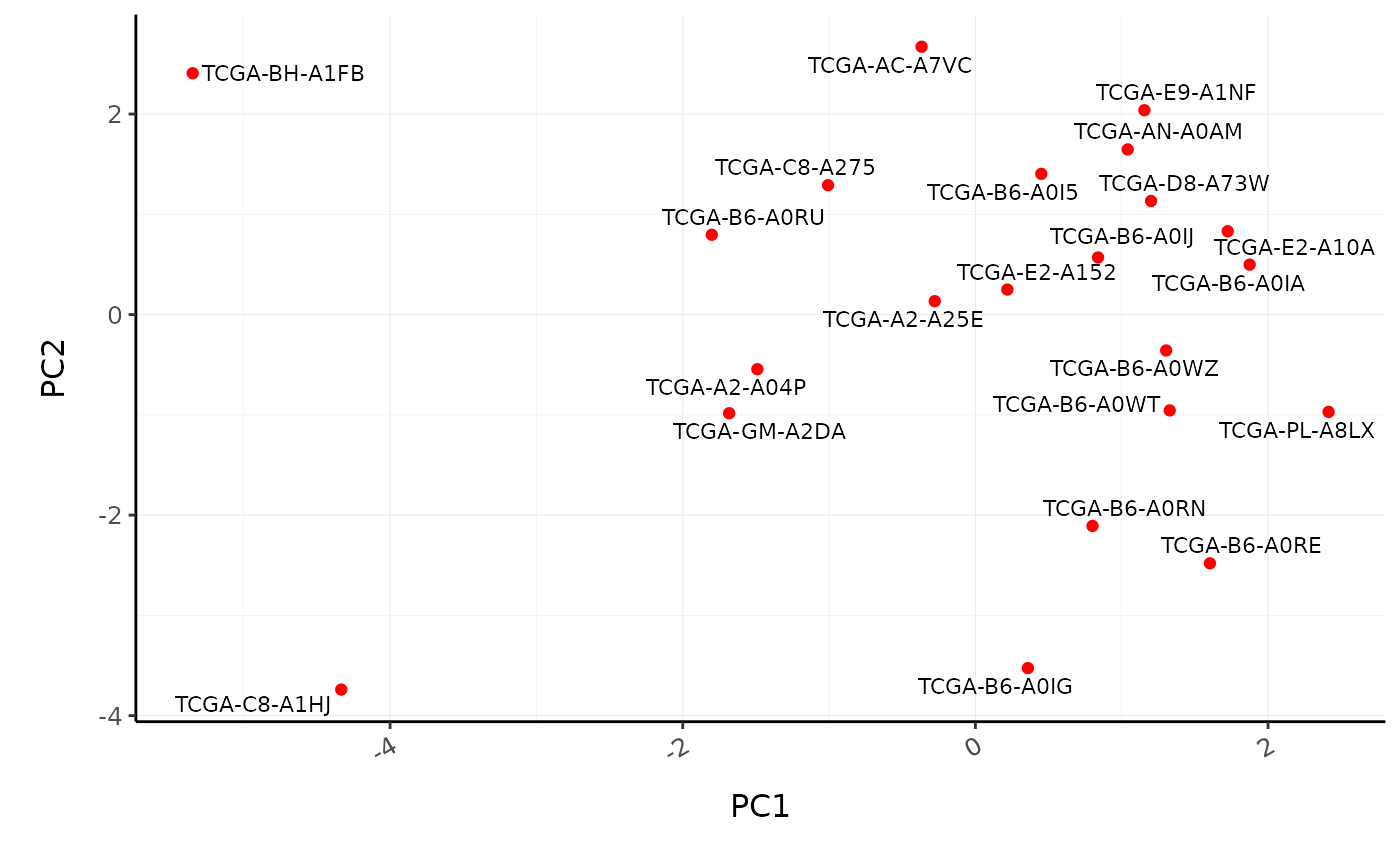 TCGA-AC-A7VC
TCGA-BH-A1FB
TCGA-E9-A1NF
2
TCGA-AN-A0AM
TCGA-C8-A275
TCGA-D8-A73W
TCGA-B6-A0I5
TCGA-B6-A0RU
TCGA-B6-A0IJ
TCGA-E2-A10A
TCGA-E2-A152
TCGA-B6-A0IA
0
TCGA-A2-A25E
PC2
TCGA-B6-A0WZ
TCGA-A2-A04P
TCGA-B6-A0WT
TCGA-GM-A2DA
TCGA-PL-A8LX
TCGA-B6-A0RN
-2
TCGA-B6-A0RE
TCGA-B6-A0IG
TCGA-C8-A1HJ
-4
-4
-2
0
2
PC1